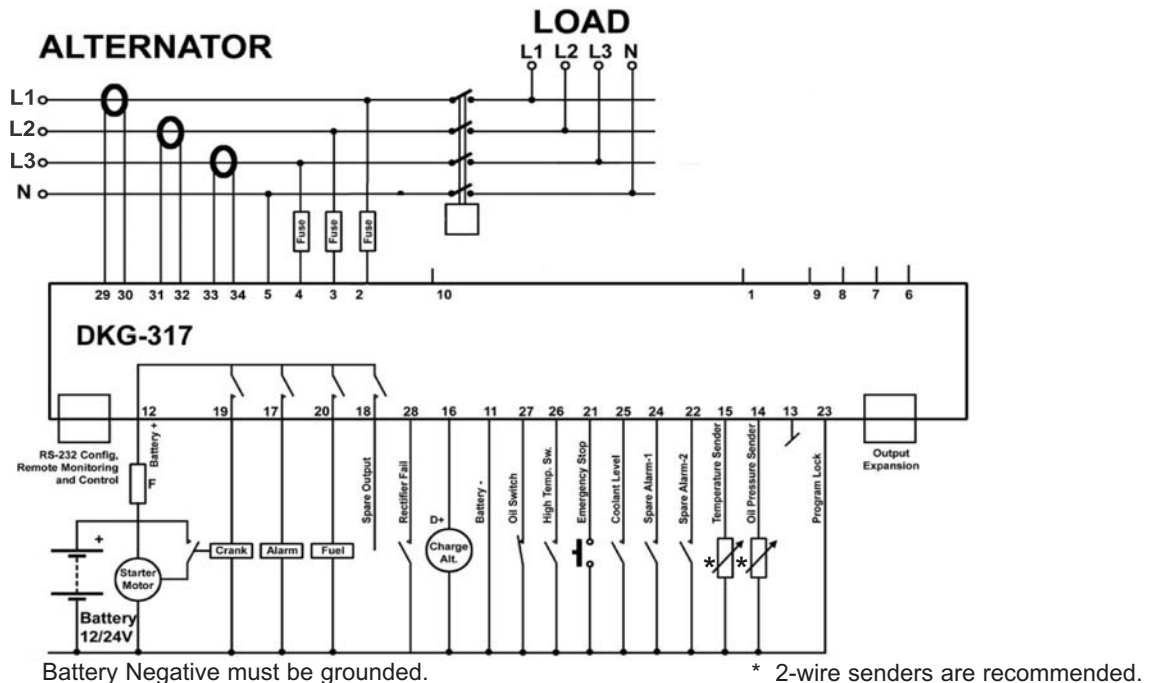 LOAD
ALTERNATOR
L1 L2 L3 N
L1
L2
L3
N
Fuse Fuse Fuse
29 30 31 32 33 34 5 4 3 2 10 1 9 8 7 6
DKG-317
12 19 17 20 18 28 16 11 27 26 21 25 24 22 15 14 13 23
RS-232 Config,
Remote Monitoring
and Control
Battery +
F
Spare Output
Rectifier Fail
D+
Charge
Alt.
Battery -
Oil Switch
High Temp. Sw.
Emergency Stop
Coolant Level
Spare Alarm-1
Spare Alarm-2
Temperature Sender
Oil Pressure Sender
Program Lock
Output
Expansion
+
Crank Alarm Fuel
* *
Starter
Motor
Battery
12/24V
Battery Negative must be grounded.
* 2-wire senders are recommended.